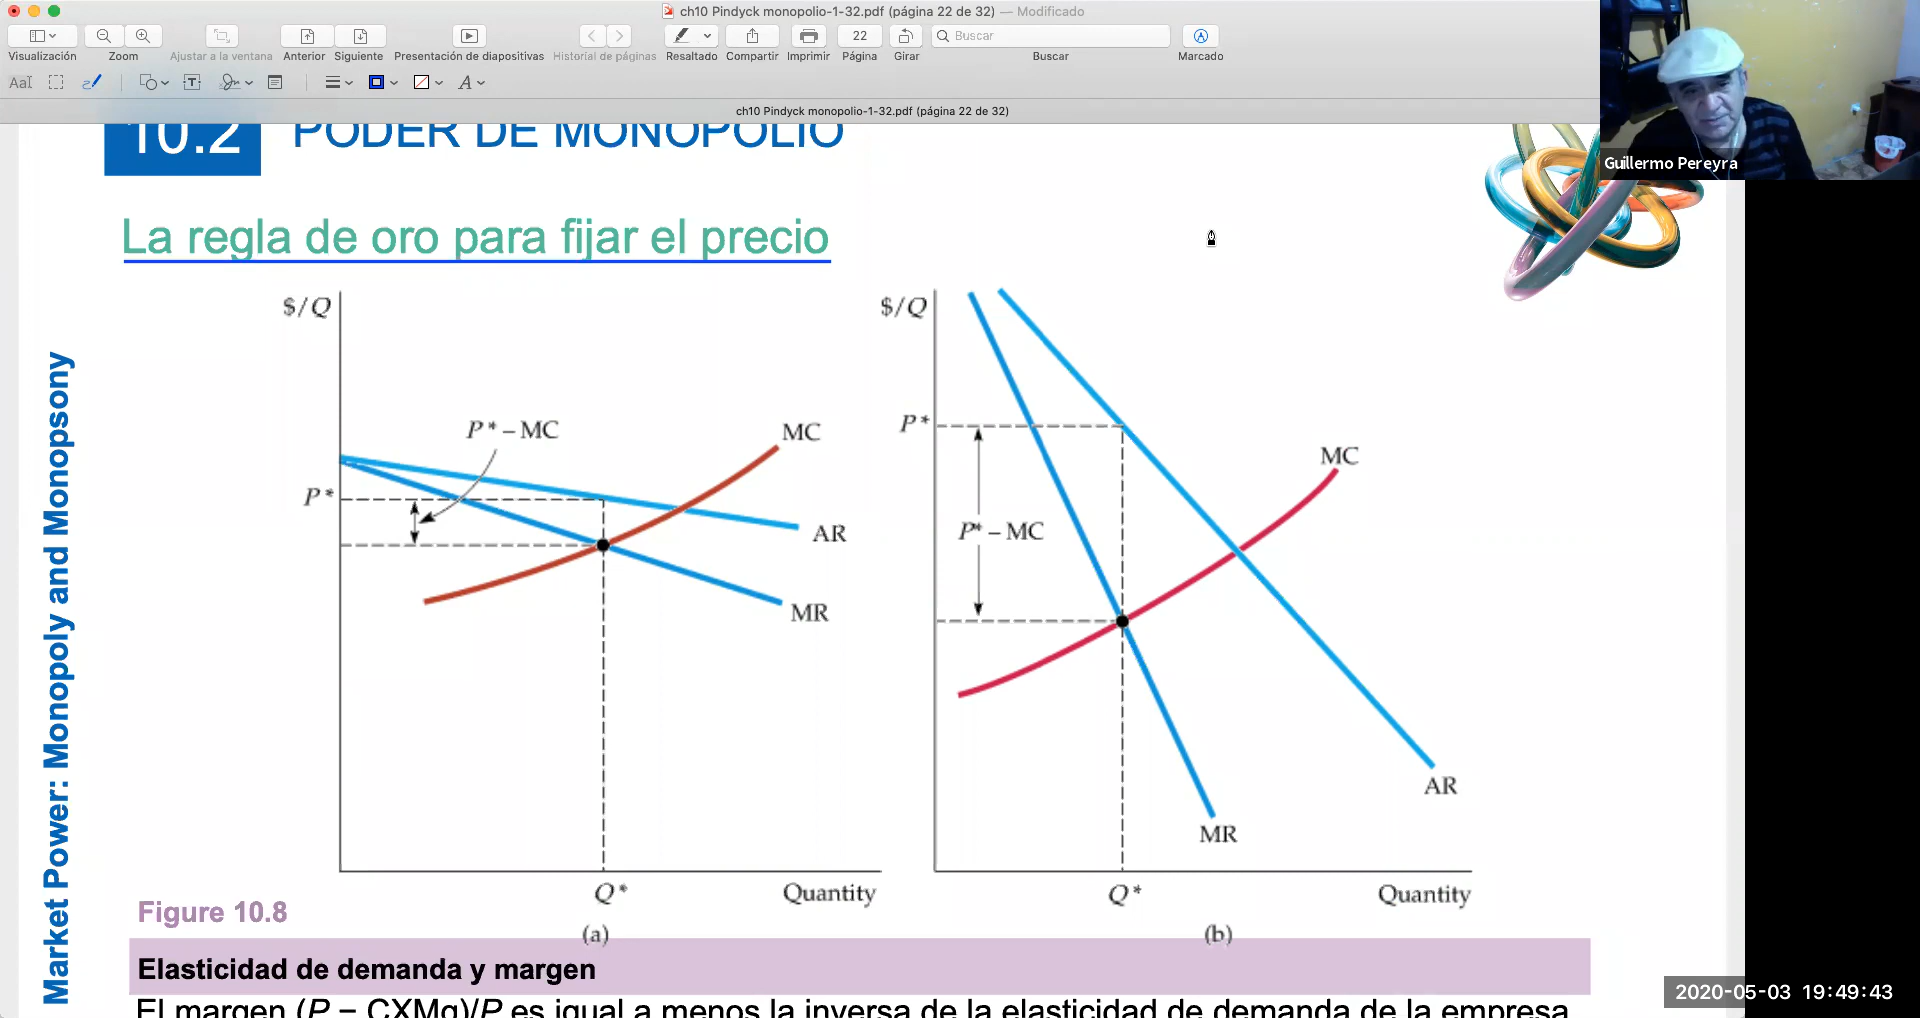 ch10 Pindyck monopolio-1-32.pdf (página 22 de 32) — Modificado
22
Buscar
Visualización
Zoom
Ajustar a la ventana
Anterior
Siguiente
Presentación de diapositivas
Historial de páginas
Resaltado
Compartir
Imprimir
Página
Girar
Buscar
Marcado
ch10 Pindyck monopolio-1-32.pdf (página 22 de 32)
Guillermo Pereyra
10.2 PODER DE MONOPOLIO
La regla de oro para fijar el precio
Market Power: Monopoly and Monopsony
$/Q
P* – MC
MC
P*
AR
MR
Q*
Quantity
(a)
$/Q
P*
MC
P* – MC
AR
MR
Q*
Quantity
(b)
Figure 10.8
Elasticidad de demanda y margen
El margen (P – CXMg)/P es igual a menos la inversa de la elasticidad de demanda de la empresa
2020-05-03 19:49:43